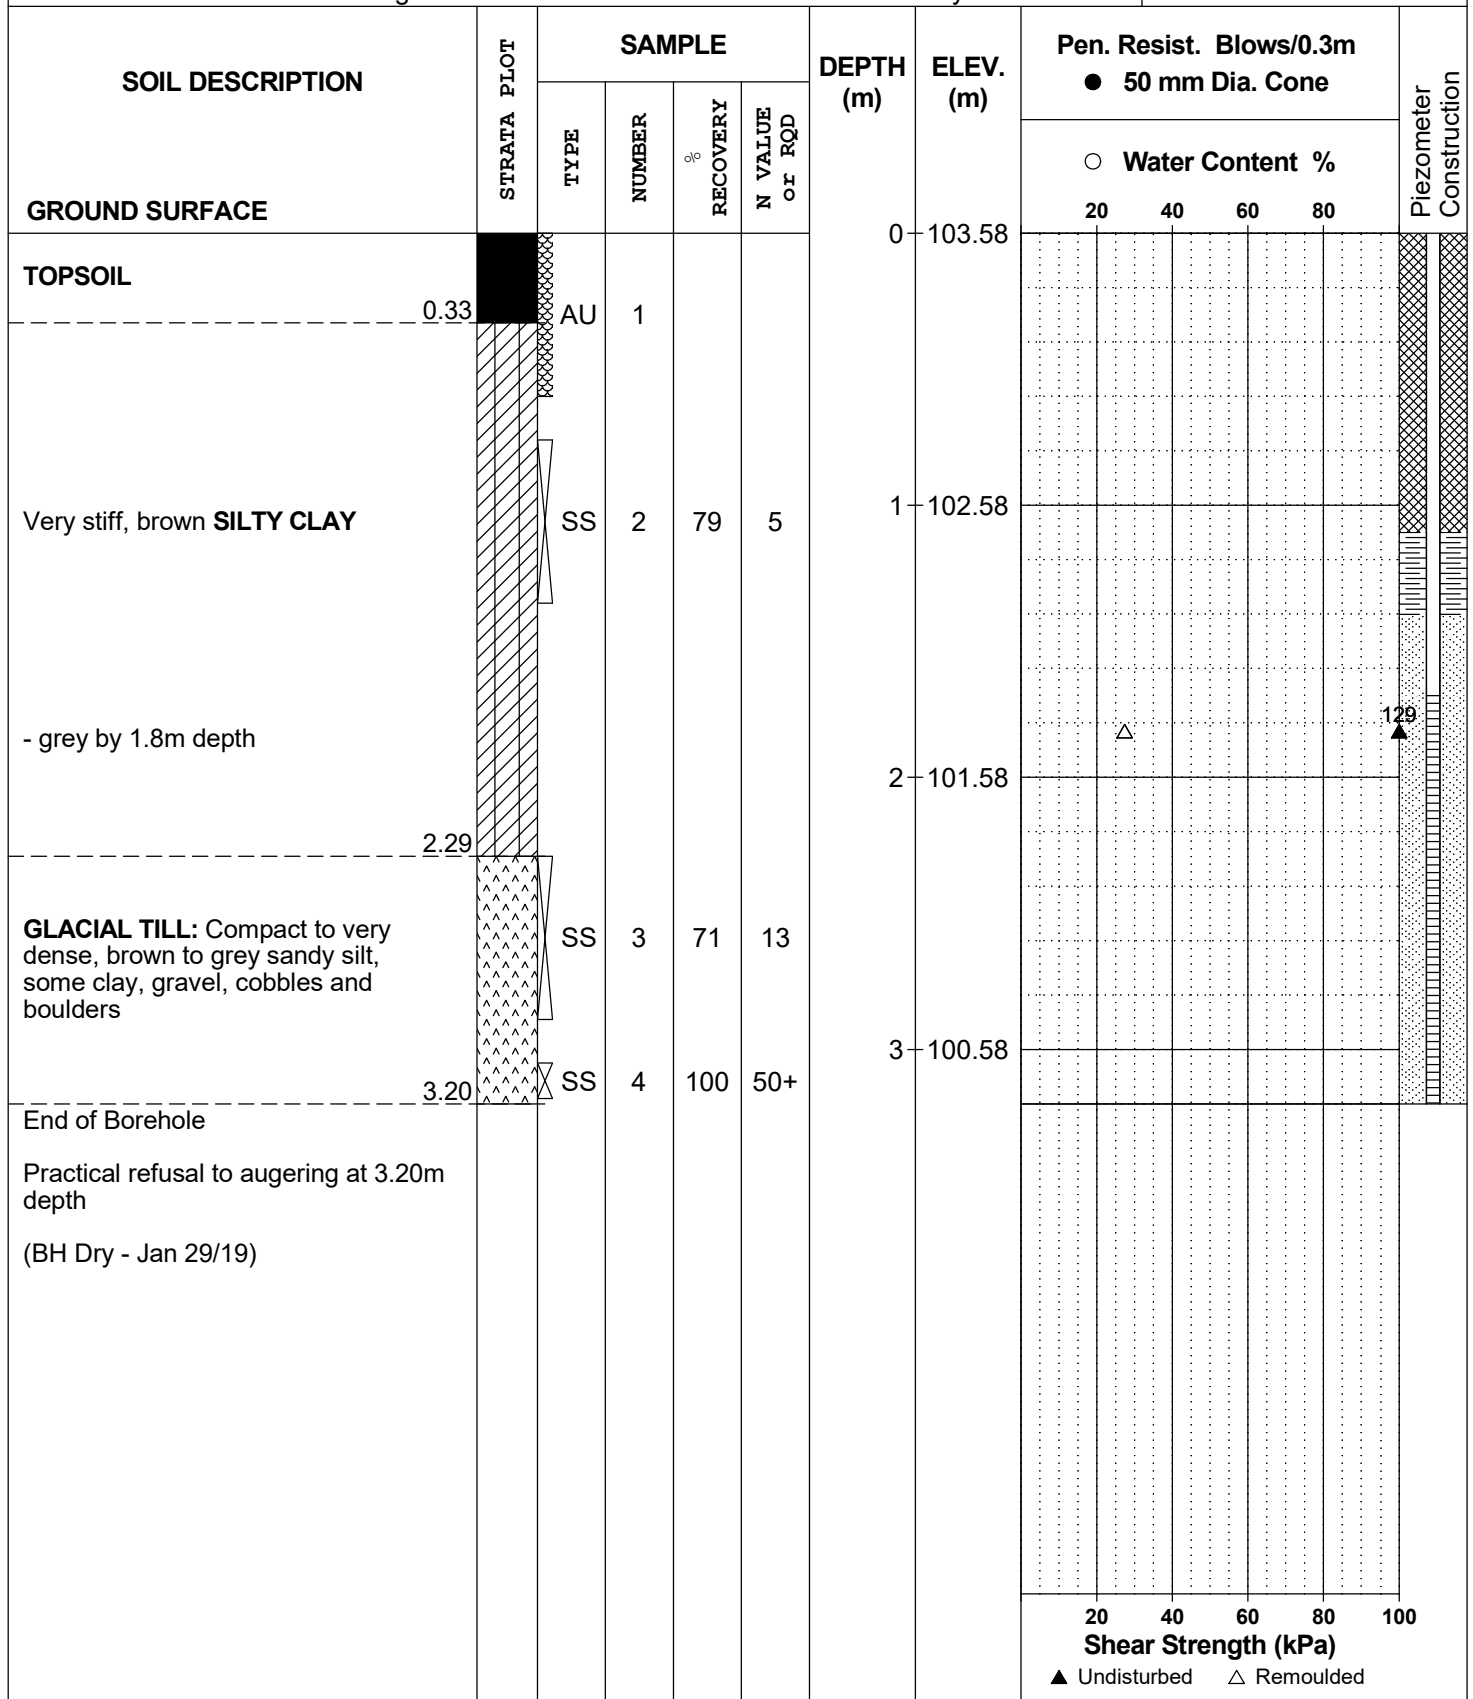 SOIL DESCRIPTION
GROUND SURFACE
STRATA PLOT
SAMPLE
TYPE
NUMBER
% RECOVERY
N VALUE or RQD
DEPTH (m)
ELEV. (m)
Pen. Resist. Blows/0.3m
● 50 mm Dia. Cone
○ Water Content %
20 40 60 80
Piezometer Construction
0 103.58
TOPSOIL
0.33
AU 1
1 102.58
Very stiff, brown SILTY CLAY
SS 2 79 5
129
- grey by 1.8m depth
2 101.58
2.29
GLACIAL TILL: Compact to very
dense, brown to grey sandy silt,
some clay, gravel, cobbles and
boulders
SS 3 71 13
3 100.58
SS 4 100 50+
3.20
End of Borehole
Practical refusal to augering at 3.20m
depth
(BH Dry - Jan 29/19)
20 40 60 80 100
Shear Strength (kPa)
▲ Undisturbed △ Remoulded